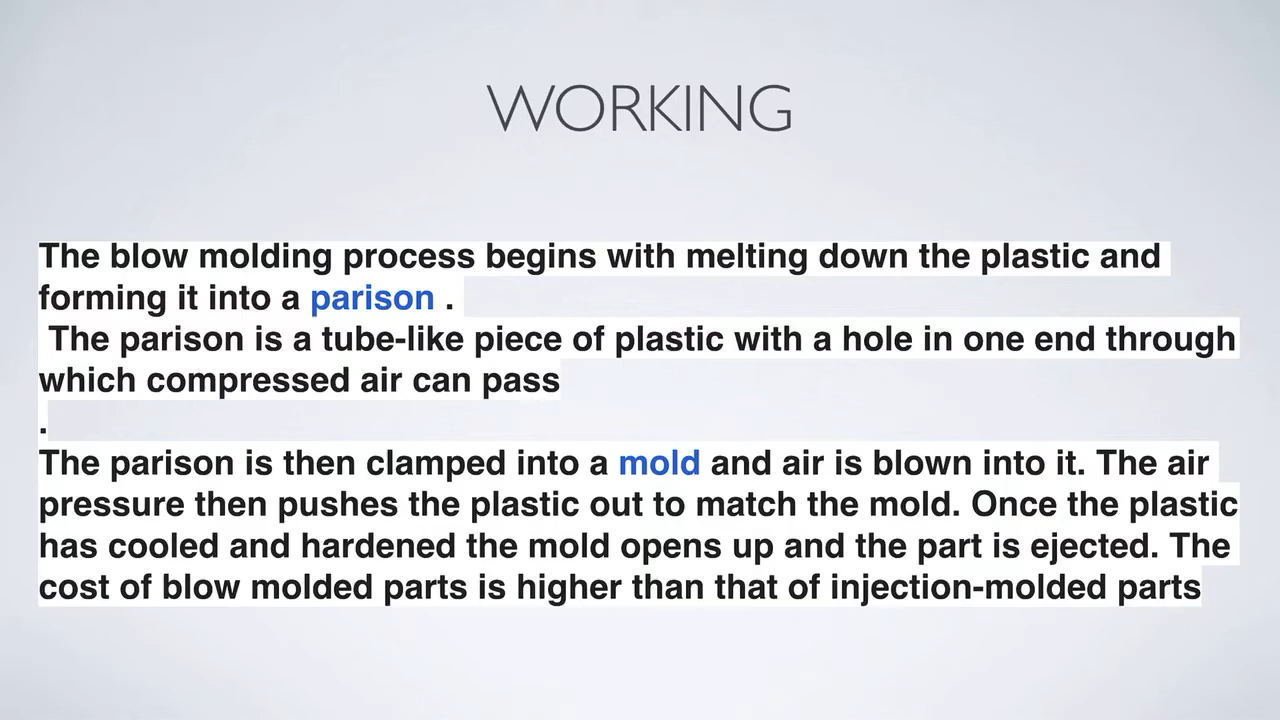 WORKING
The blow molding process begins with melting down the plastic and
forming it into a parison .
The parison is a tube-like piece of plastic with a hole in one end through
which compressed air can pass
.
The parison is then clamped into a mold and air is blown into it. The air
pressure then pushes the plastic out to match the mold. Once the plastic
has cooled and hardened the mold opens up and the part is ejected. The
cost of blow molded parts is higher than that of injection-molded parts